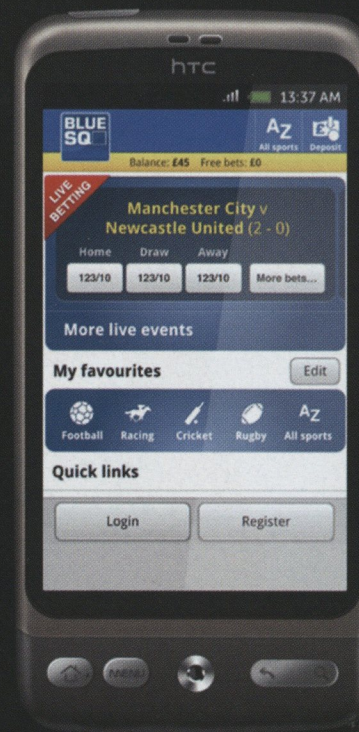 htc
13:37 AM
BLUE
SQ
AZ
All sports
£
Deposit
Balance: £45 Free bets: £0
LIVE
BETTING
Manchester City v
Newcastle United (2 - 0)
Home Draw Away
123/10 123/10 123/10 More bets...
More live events
My favourites Edit
AZ
Football Racing Cricket Rugby All sports
Quick links
Login Register
MENU